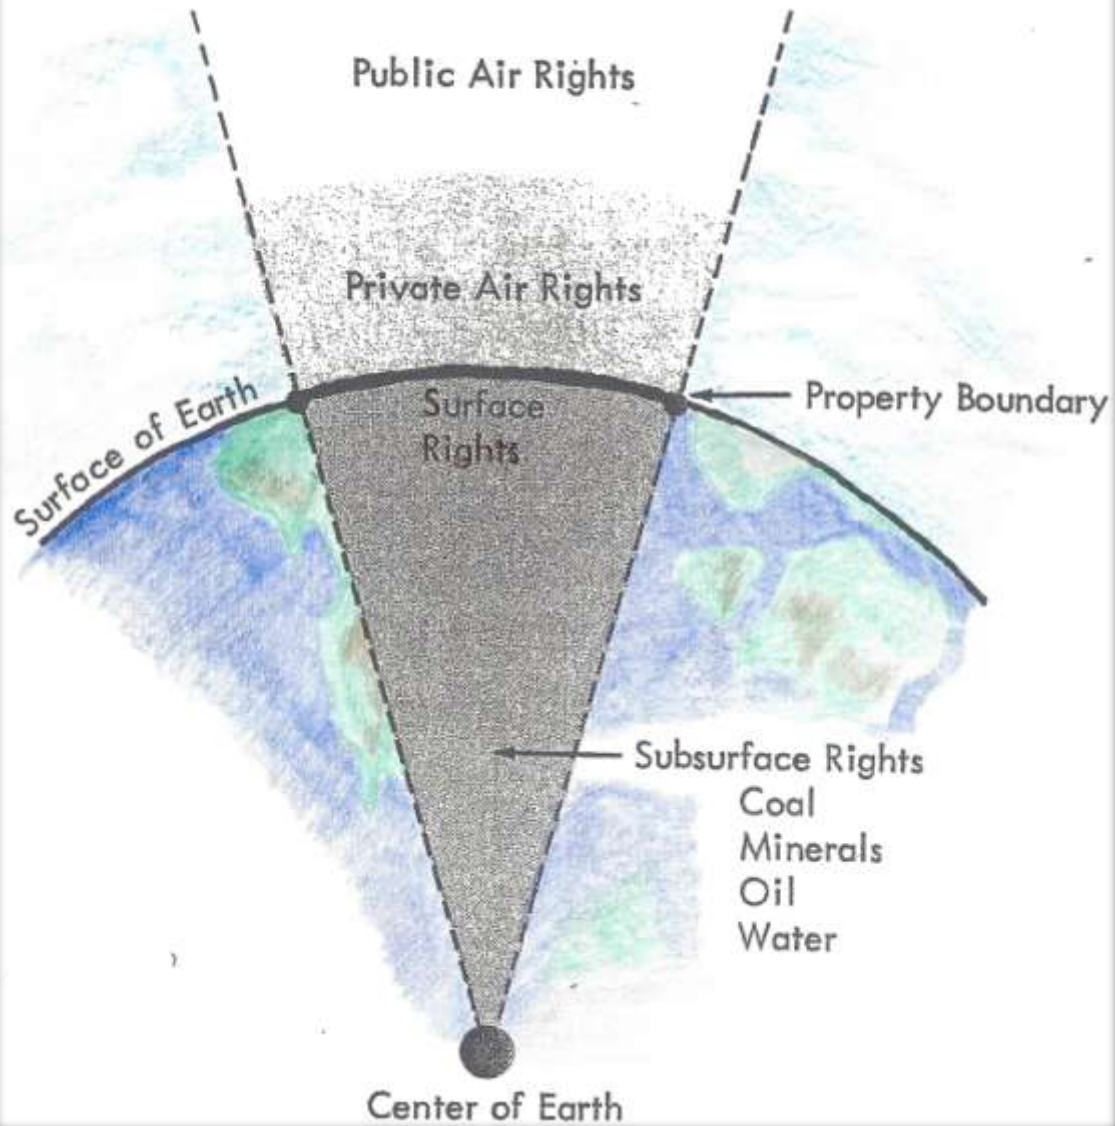 Public Air Rights
Private Air Rights
Surface of Earth
Surface
Rights
Property Boundary
Subsurface Rights
Coal
Minerals
Oil
Water
Center of Earth